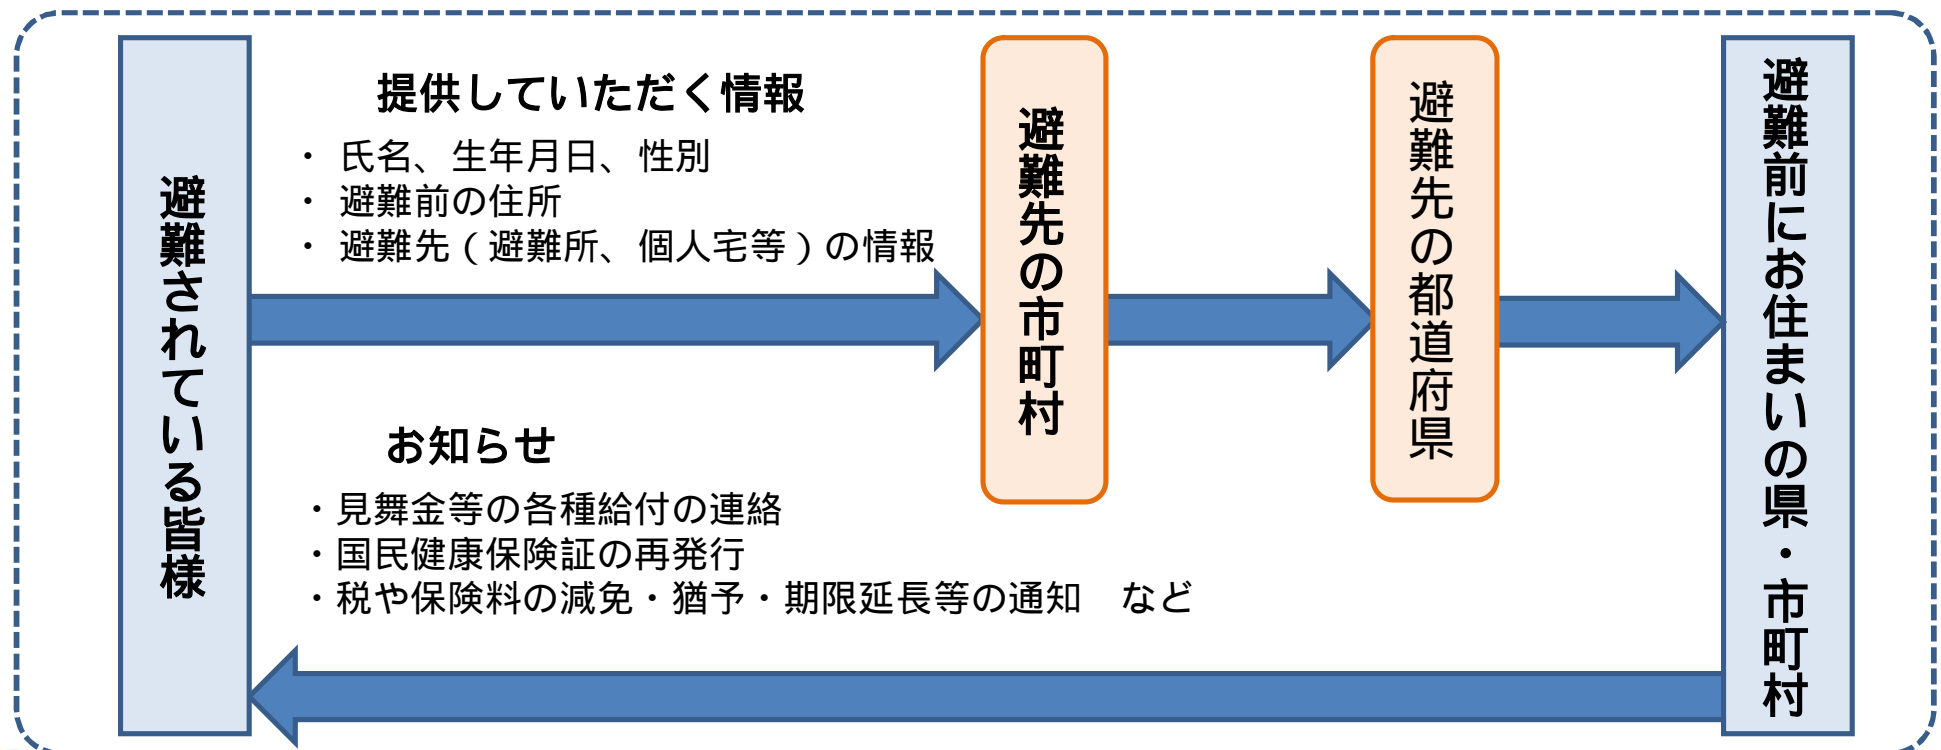 避難されている皆様
提供していただく情報
・ 氏名、生年月日、性別
・ 避難前の住所
・ 避難先（避難所、個人宅等）の情報
避難先の市町村
避難先の都道府県
避難前にお住まいの県・市町村
お知らせ
・見舞金等の各種給付の連絡
・国民健康保険証の再発行
・税や保険料の減免・猶予・期限延長等の通知　など